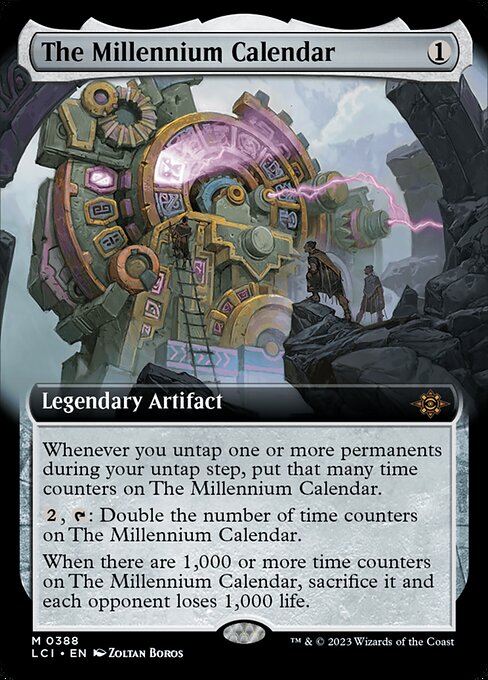 The Millennium Calendar 1
Legendary Artifact
Whenever you untap one or more permanents
during your untap step, put that many time
counters on The Millennium Calendar.
2, : Double the number of time counters
on The Millennium Calendar.
When there are 1,000 or more time counters
on The Millennium Calendar, sacrifice it and
each opponent loses 1,000 life.
M 0388
LCI • EN Zoltan Boros
™ & © 2023 Wizards of the Coast